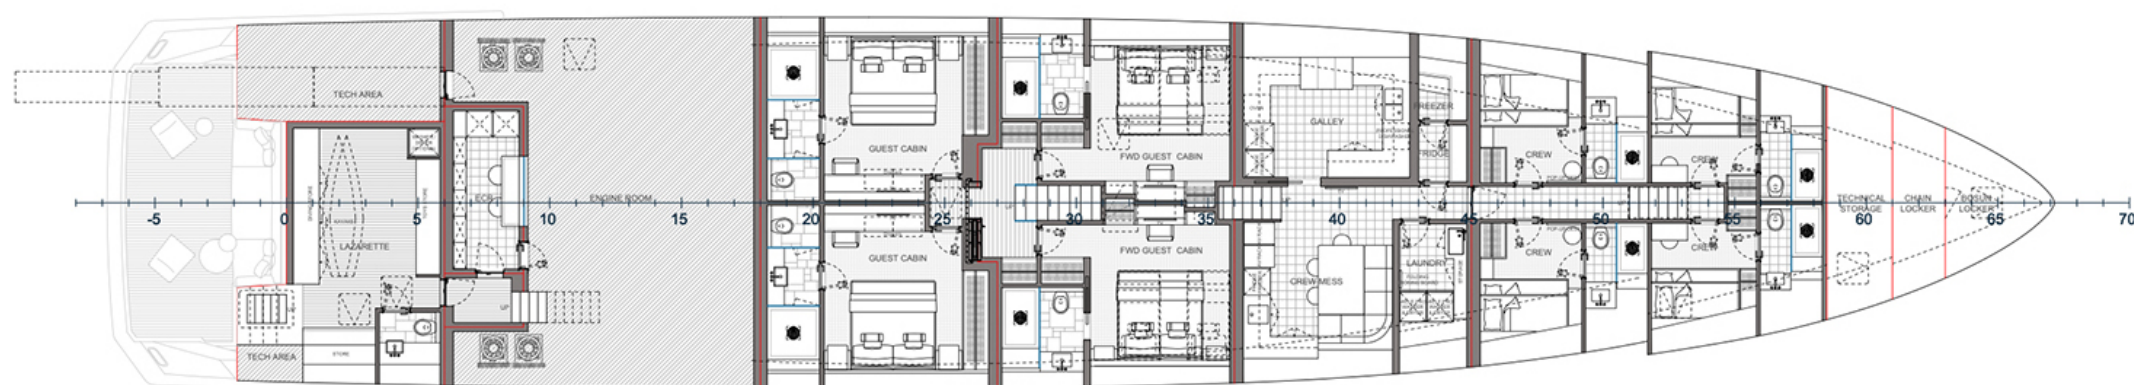 TECH AREA
FREEZER
GALLEY
GUEST CABIN
FWD GUEST CABIN
FRIDGE
CREW
CREW
ECR
ENGINE ROOM
TECHNICAL
STORAGE
CHAIN
LOCKER
BOSUN
LOCKER
-5
0
5
10
15
20
25
30
35
40
45
50
55
60
65
70
LAZARETTE
GUEST CABIN
FWD GUEST CABIN
CREW
CREW
LAUNDRY
CREW MESS
UP
TECH AREA
STORE